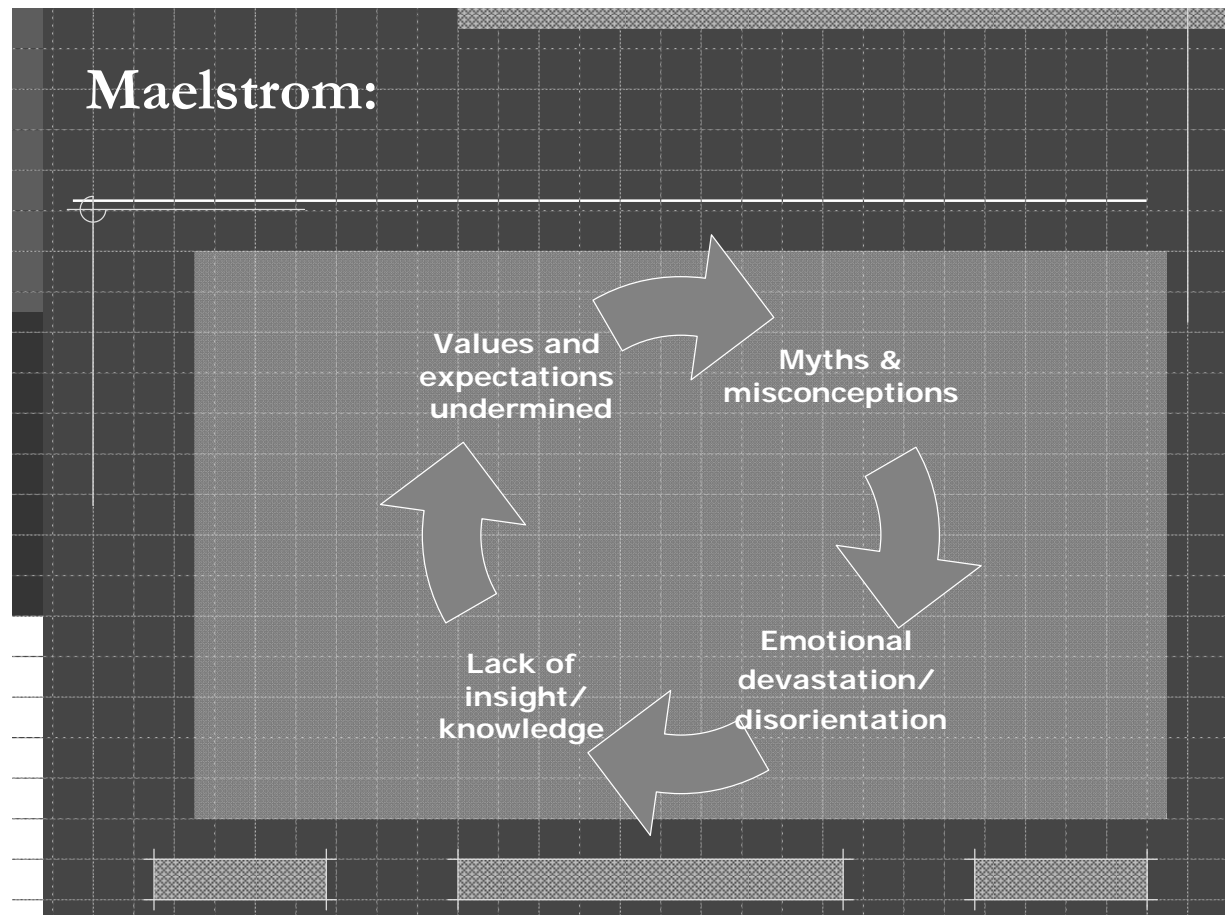 Maelstrom:
Values and
expectations
undermined
Myths &
misconceptions
Emotional
devastation/
disorientation
Lack of
insight/
knowledge